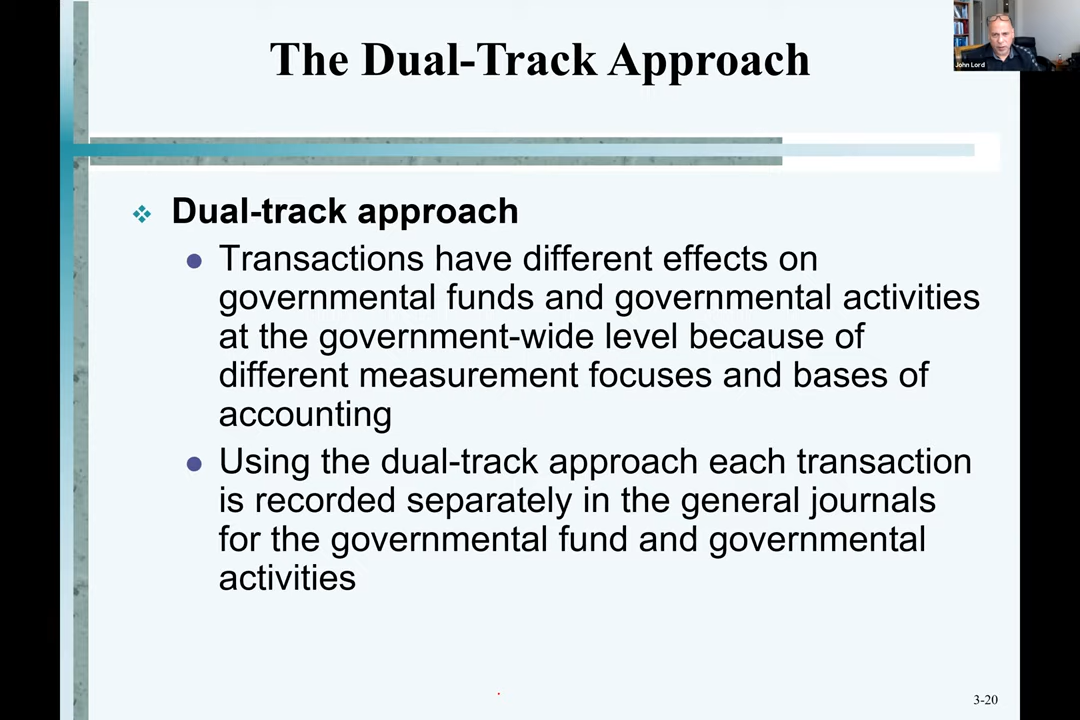 The Dual-Track Approach
John Lord
Dual-track approach
Transactions have different effects on
governmental funds and governmental activities
at the government-wide level because of
different measurement focuses and bases of
accounting
Using the dual-track approach each transaction
is recorded separately in the general journals
for the governmental fund and governmental
activities
3-20